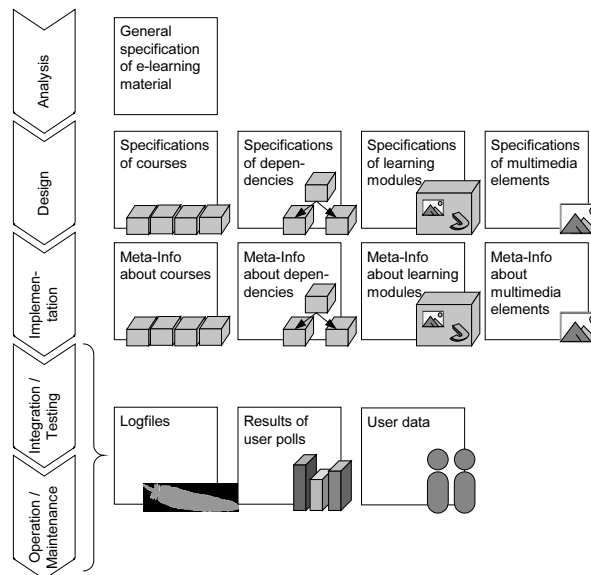 Analysis
General
specification
of e-learning
material
Design
Specifications
of courses
Specifications
of depen-
dencies
Specifications
of learning
modules
Specifications
of multimedia
elements
Implemen-
tation
Meta-Info
about courses
Meta-Info
about depen-
dencies
Meta-Info
about learning
modules
Meta-Info
about
multimedia
elements
Integration /
Testing
Operation /
Maintenance
Logfiles
Results of
user polls
User data